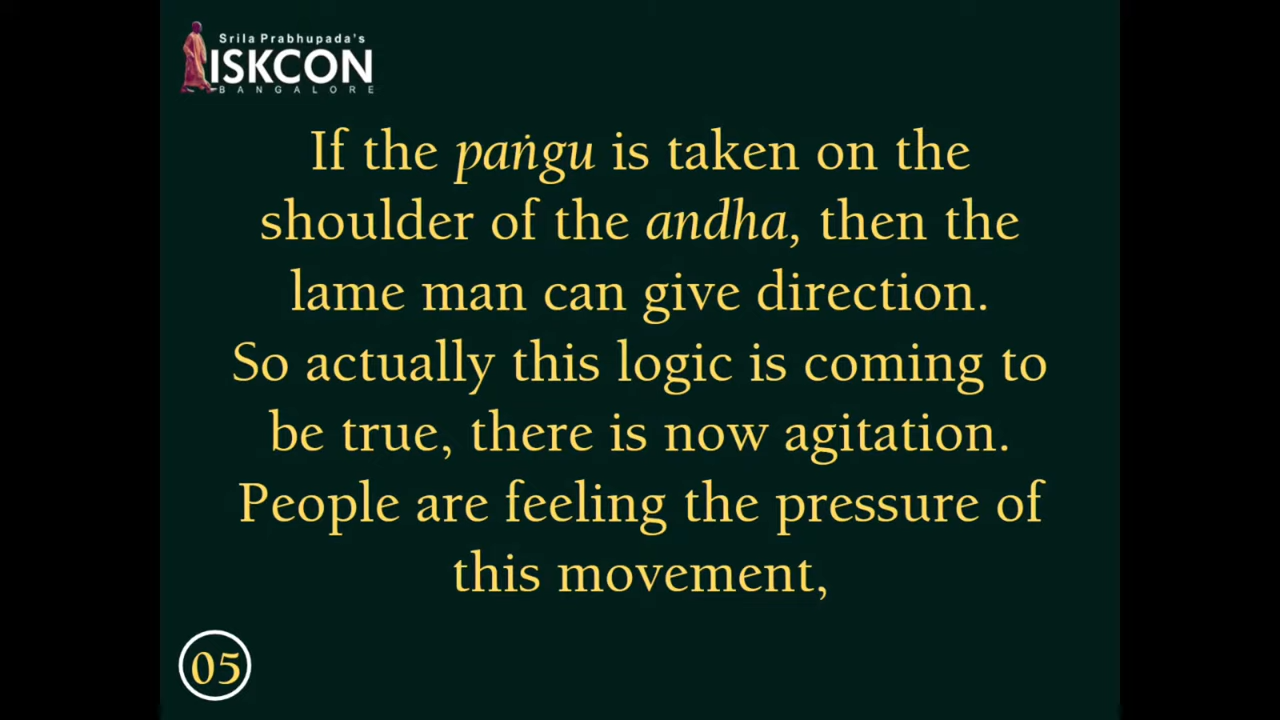 Srila Prabhupada's
ISKCON
BANGALORE
If the paṅgu is taken on the
shoulder of the andha, then the
lame man can give direction.
So actually this logic is coming to
be true, there is now agitation.
People are feeling the pressure of
this movement,
05